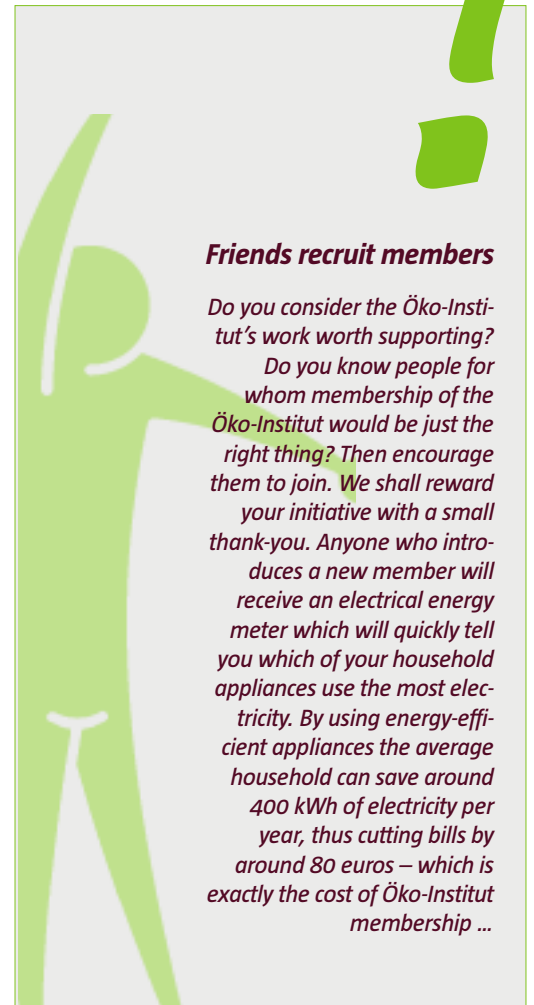 Friends recruit members
Do you consider the Öko-Insti-
tut’s work worth supporting?
Do you know people for
whom membership of the
Öko-Institut would be just the
right thing? Then encourage
them to join. We shall reward
your initiative with a small
thank-you. Anyone who intro-
duces a new member will
receive an electrical energy
meter which will quickly tell
you which of your household
appliances use the most elec-
tricity. By using energy-effi-
cient appliances the average
household can save around
400 kWh of electricity per
year, thus cutting bills by
around 80 euros – which is
exactly the cost of Öko-Institut
membership ...